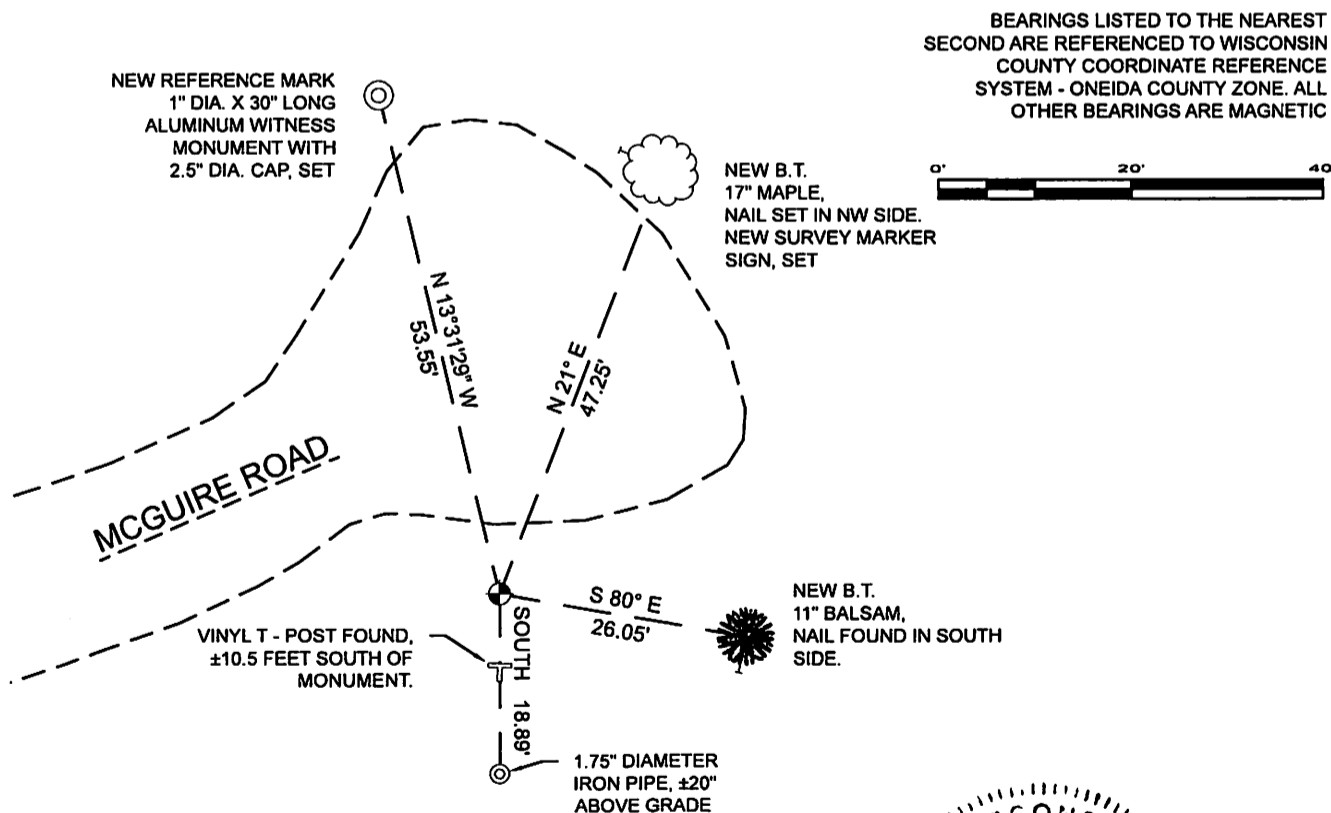 BEARINGS LISTED TO THE NEAREST
SECOND ARE REFERENCED TO WISCONSIN
COUNTY COORDINATE REFERENCE
SYSTEM - ONEIDA COUNTY ZONE. ALL
OTHER BEARINGS ARE MAGNETIC
NEW REFERENCE MARK
1" DIA. X 30" LONG
ALUMINUM WITNESS
MONUMENT WITH
2.5" DIA. CAP, SET
NEW B.T.
17" MAPLE,
NAIL SET IN NW SIDE.
NEW SURVEY MARKER
SIGN, SET
0'
20'
40
N 13°31'29" W
53.55'
N 21° E
47.25'
MCGUIRE ROAD
S 80° E
26.05'
NEW B.T.
11" BALSAM,
NAIL FOUND IN SOUTH
SIDE.
VINYL T - POST FOUND,
±10.5 FEET SOUTH OF
MONUMENT.
SOUTH 18.89'
1.75" DIAMETER
IRON PIPE, ±20"
ABOVE GRADE